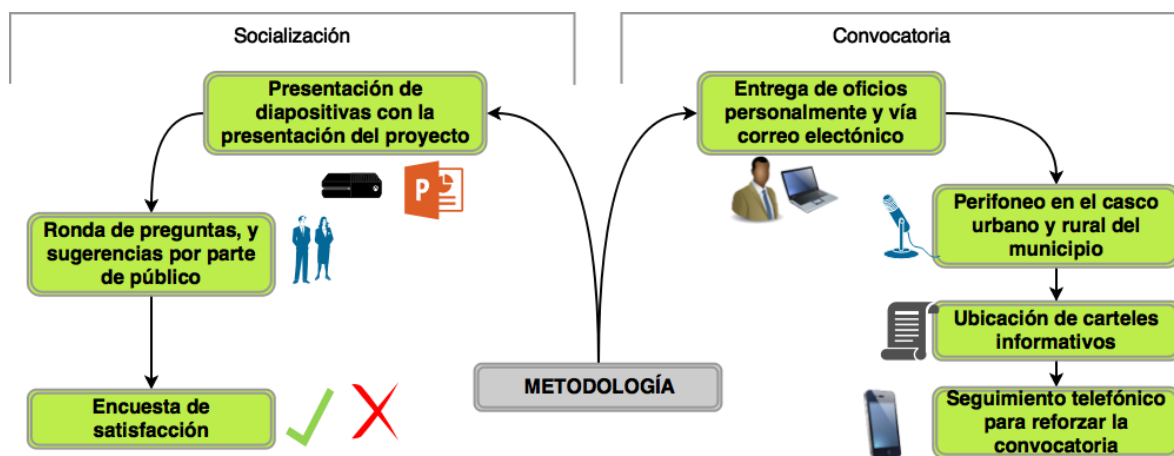 Socialización
Presentación de
diapositivas con la
presentación del proyecto
P
Ronda de preguntas, y
sugerencias por parte
de público
Encuesta de
satisfacción
METODOLOGÍA
Convocatoria
Entrega de oficios
personalmente y vía
correo electónico
Perifoneo en el casco
urbano y rural del
municipio
Ubicación de carteles
informativos
Seguimiento telefónico
para reforzar la
convocatoria